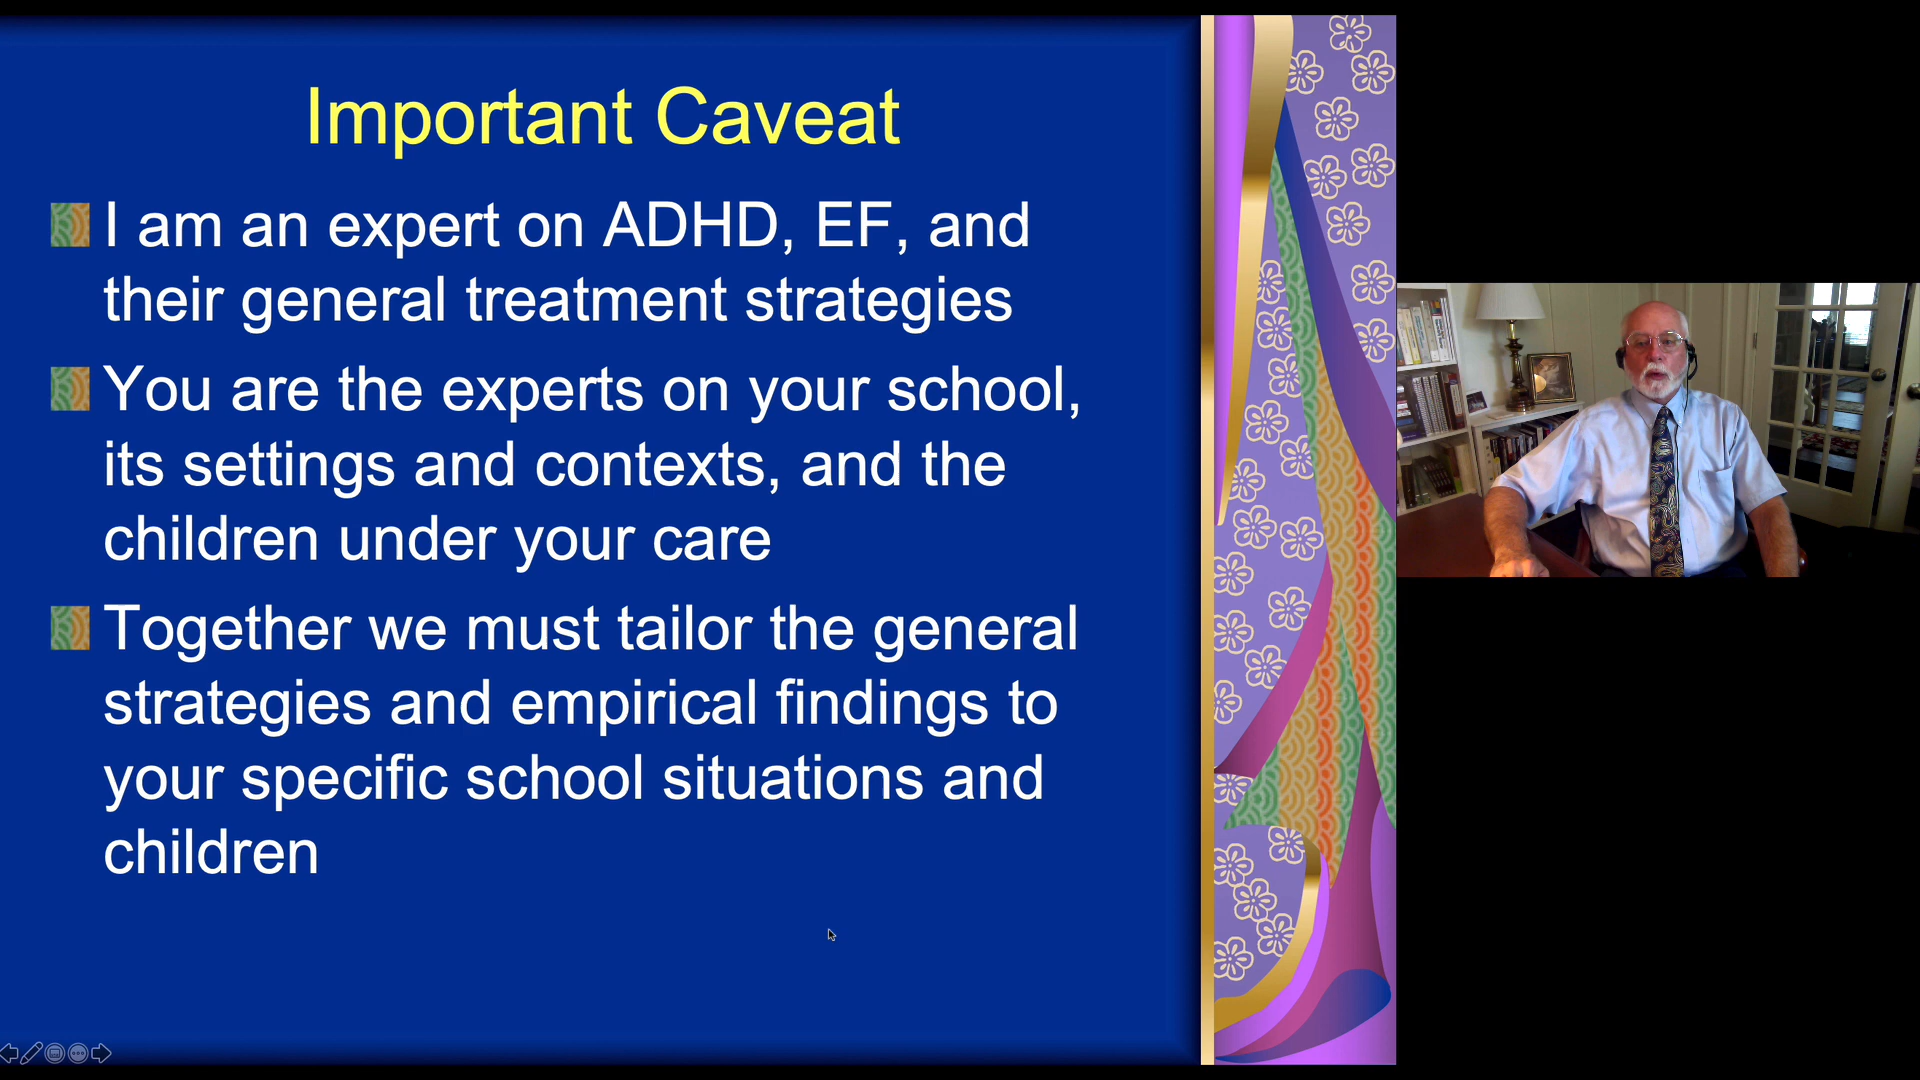 Important Caveat
I am an expert on ADHD, EF, and
their general treatment strategies
You are the experts on your school,
its settings and contexts, and the
children under your care
Together we must tailor the general
strategies and empirical findings to
your specific school situations and
children